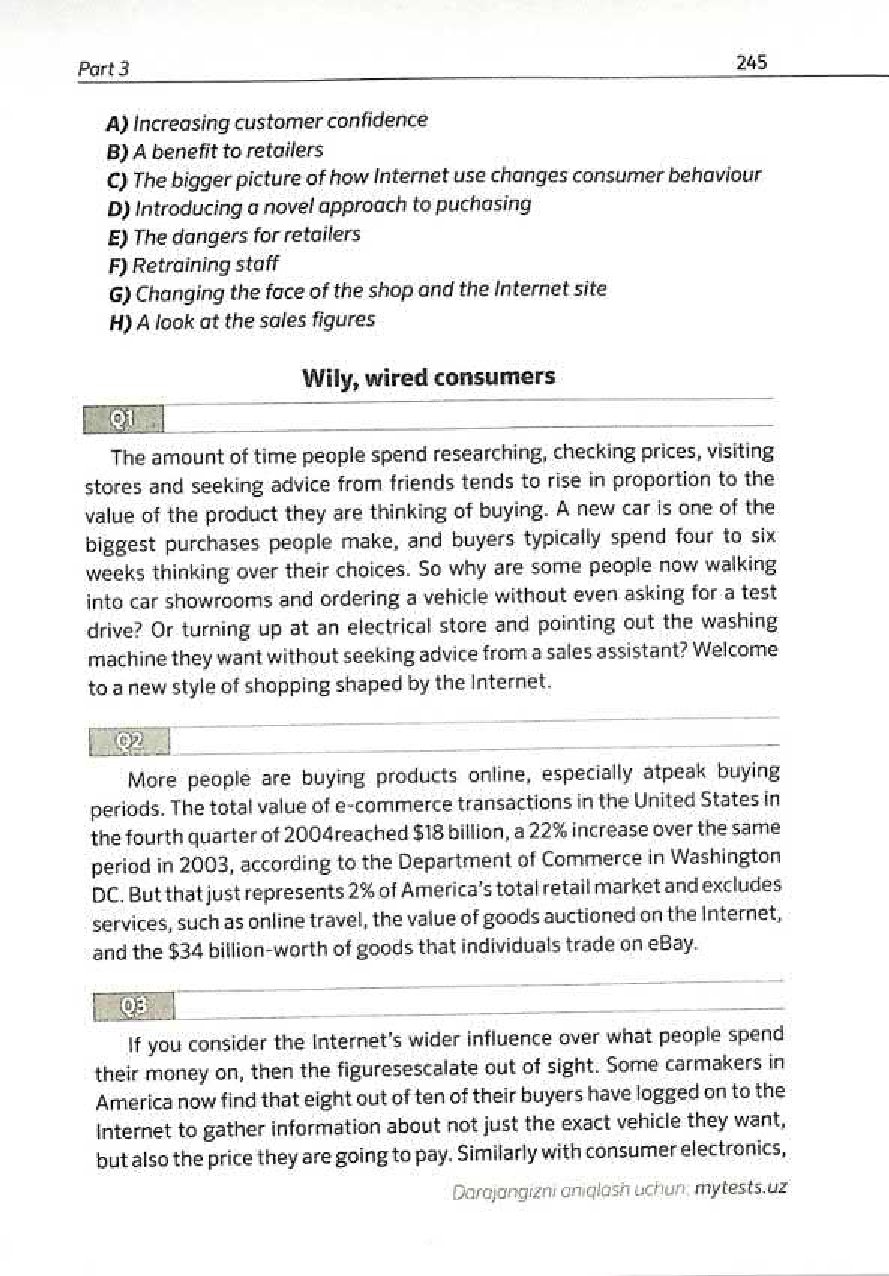 Part 3
245
A) Increasing customer confidence
B) A benefit to retailers
C) The bigger picture of how Internet use changes consumer behaviour
D) Introducing a novel approach to puchasing
E) The dangers for retailers
F) Retraining staff
G) Changing the face of the shop and the Internet site
H) A look at the sales figures
Wily, wired consumers
Q1
The amount of time people spend researching, checking prices, visiting
stores and seeking advice from friends tends to rise in proportion to the
value of the product they are thinking of buying. A new car is one of the
biggest purchases people make, and buyers typically spend four to six
weeks thinking over their choices. So why are some people now walking
into car showrooms and ordering a vehicle without even asking for a test
drive? Or turning up at an electrical store and pointing out the washing
machine they want without seeking advice from a sales assistant? Welcome
to a new style of shopping shaped by the Internet.
Q2
More people are buying products online, especially atpeak buying
periods. The total value of e-commerce transactions in the United States in
the fourth quarter of 2004reached $18 billion, a 22% increase over the same
period in 2003, according to the Department of Commerce in Washington
DC. But that just represents 2% of America's total retail market and excludes
services, such as online travel, the value of goods auctioned on the Internet,
and the $34 billion-worth of goods that individuals trade on eBay.
Q3
If you consider the Internet's wider influence over what people spend
their money on, then the figuresescalate out of sight. Some carmakers in
America now find that eight out of ten of their buyers have logged on to the
Internet to gather information about not just the exact vehicle they want,
but also the price they are going to pay. Similarly with consumer electronics,
Darajangizni aniqlash uchun: mytests.uz